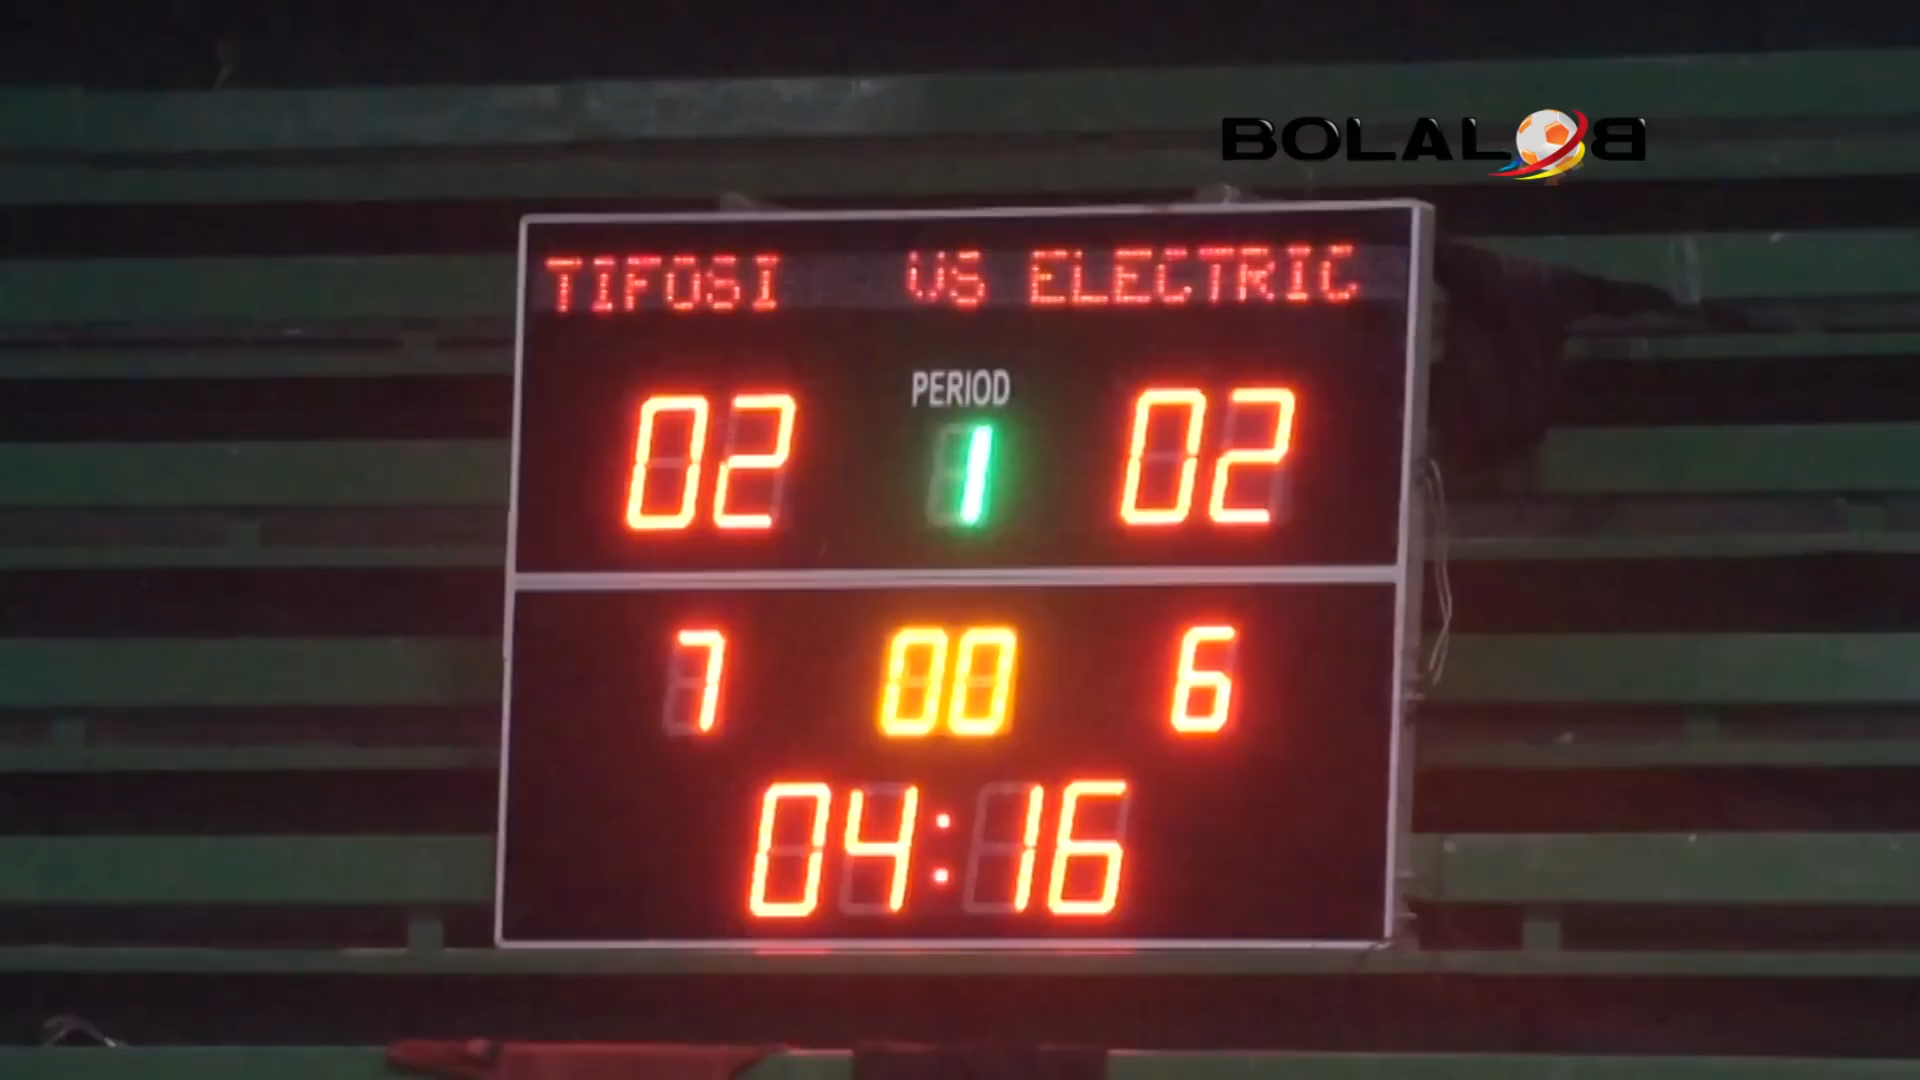 BOLALOB
TIFOSI VS ELECTRIC
PERIOD
02 1 02
7 00 6
04:16